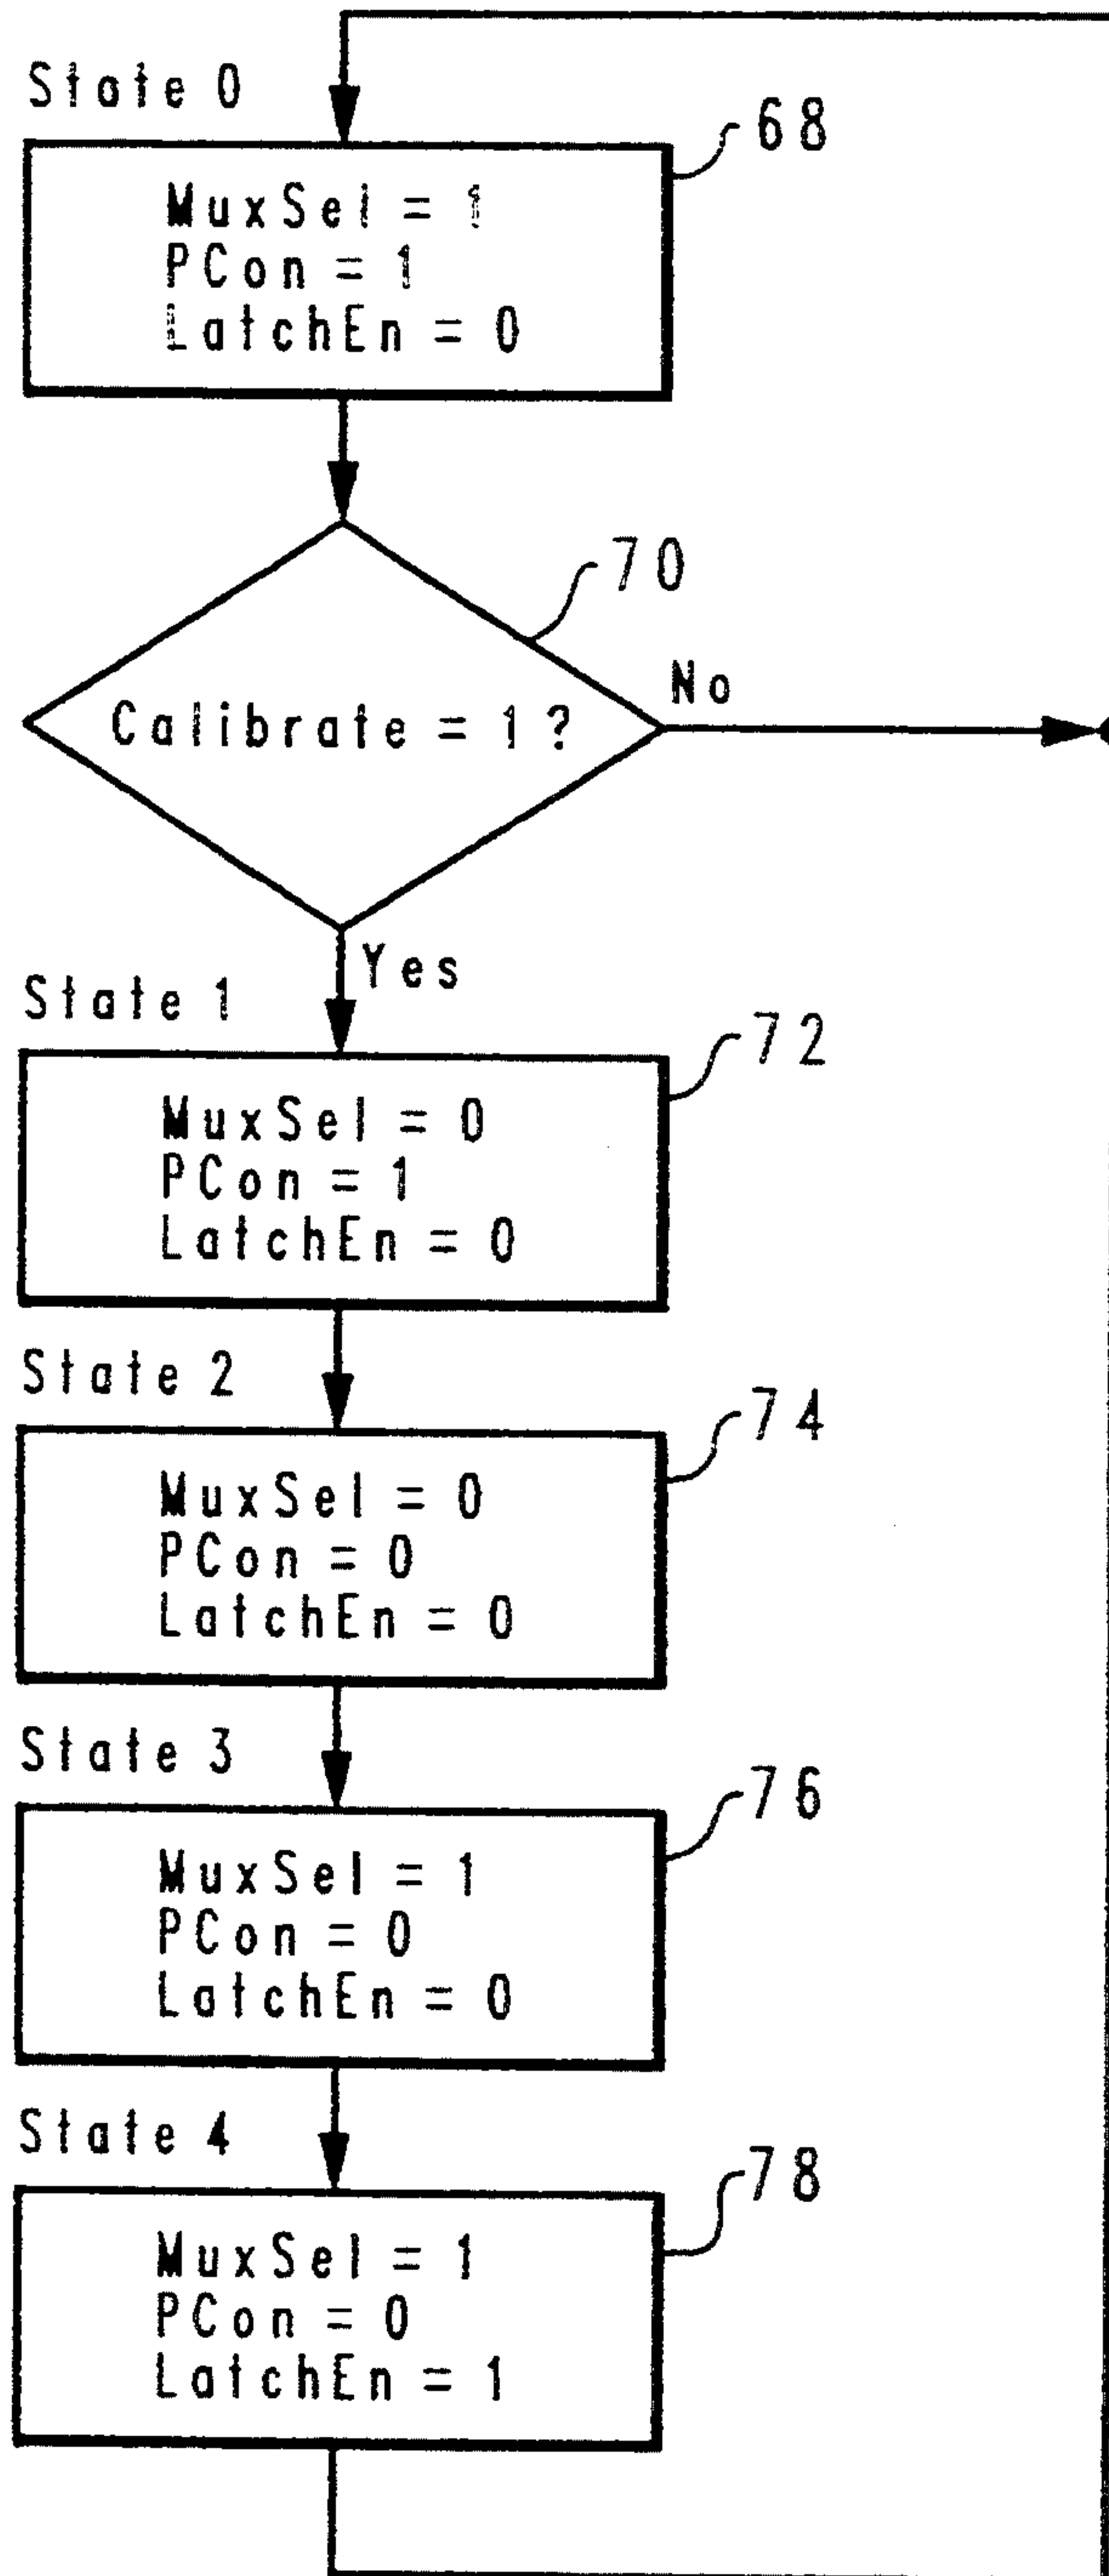 State 0
68
MuxSel = 1
PCon = 1
LatchEn = 0
70
No
Calibrate = 1 ?
Yes
State 1
72
MuxSel = 0
PCon = 1
LatchEn = 0
State 2
74
MuxSel = 0
PCon = 0
LatchEn = 0
State 3
76
MuxSel = 1
PCon = 0
LatchEn = 0
State 4
78
MuxSel = 1
PCon = 0
LatchEn = 1